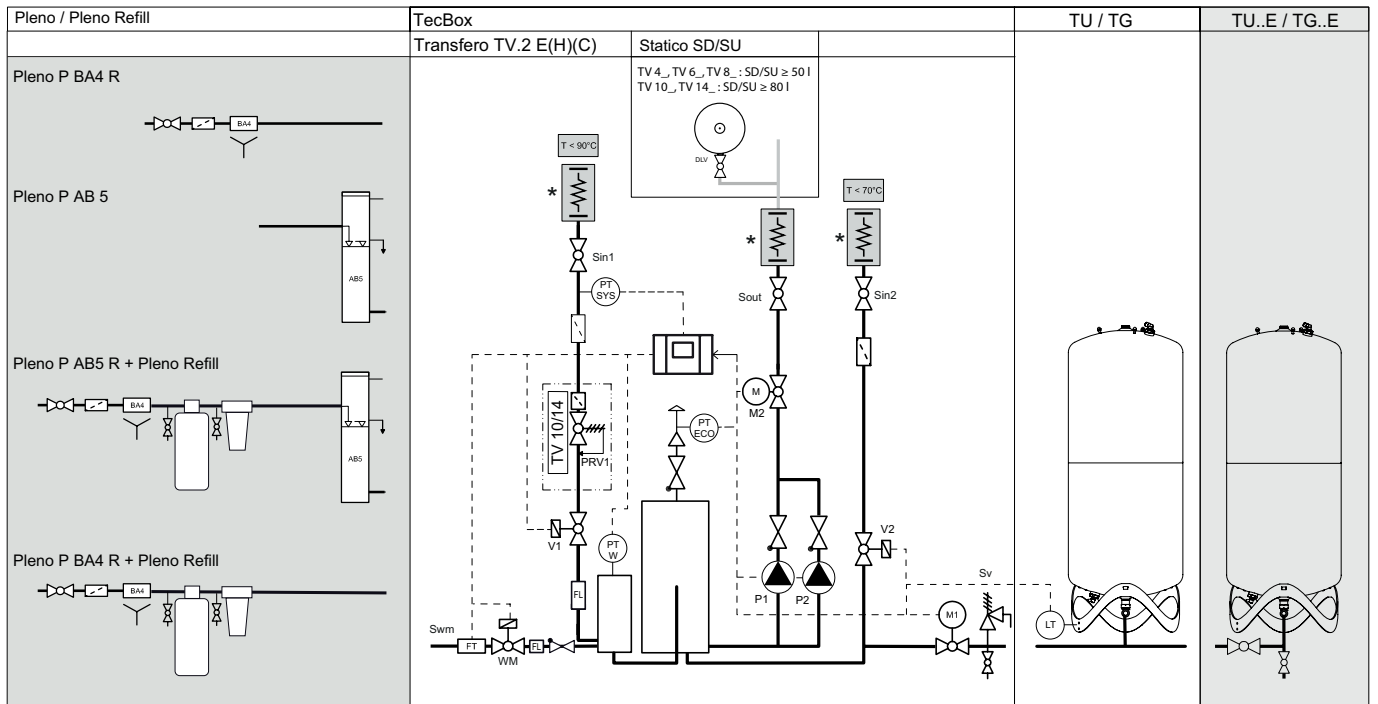 Pleno / Pleno Refill
TecBox
TU / TG
TU..E / TG..E
Transfero TV.2 E(H)(C)
Statico SD/SU
Pleno P BA4 R
BA4
Pleno P AB 5
AB5
Pleno P AB5 R + Pleno Refill
BA4
AB5
Pleno P BA4 R + Pleno Refill
BA4
TV 4_, TV 6_, TV 8_ : SD/SU ≥ 50 l
TV 10_, TV 14_ : SD/SU ≥ 80 l
DLV
T < 90°C
T < 70°C
*
*
*
Sin1
PT
SYS
Sout
Sin2
M
M2
PT
ECO
TV 10/14
PRV1
V1
PT
W
V2
FL
P1
P2
Sv
M1
LT
Swm
FT
WM
FL